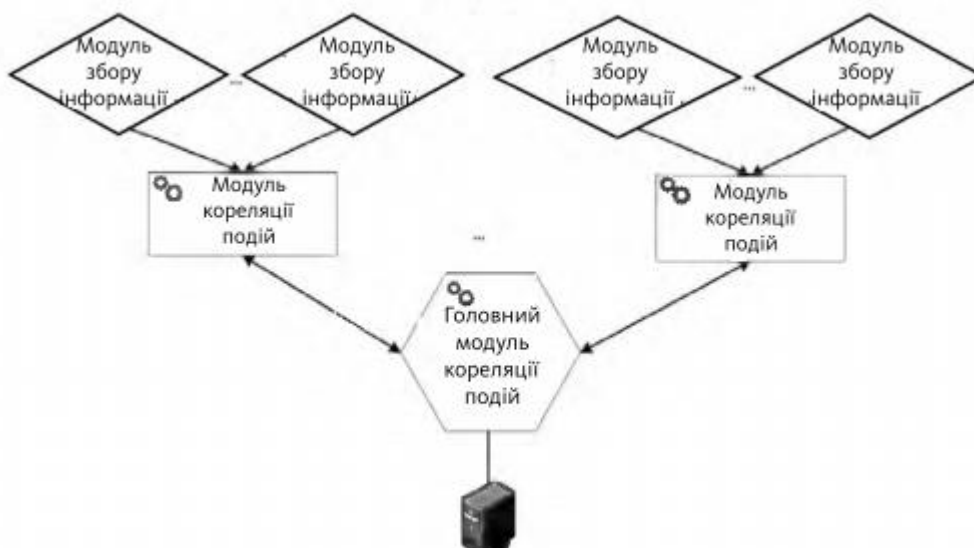 Модуль
збору
інформації
...
Модуль
збору
інформації
Модуль
збору
інформації
...
Модуль
збору
інформації
Модуль
кореляції
подій
...
Модуль
кореляції
подій
Головний
модуль
кореляції
подій